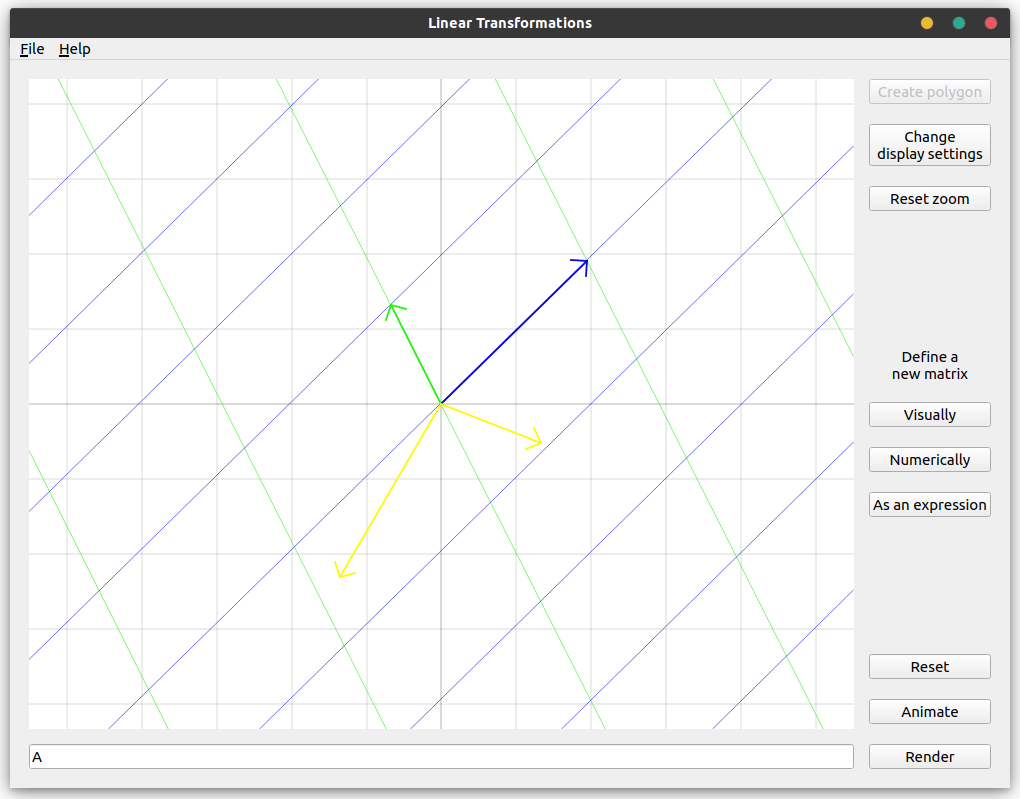 Linear Transformations
File Help
Create polygon
Change
display settings
Reset zoom
Define a
new matrix
Visually
Numerically
As an expression
Reset
Animate
A
Render